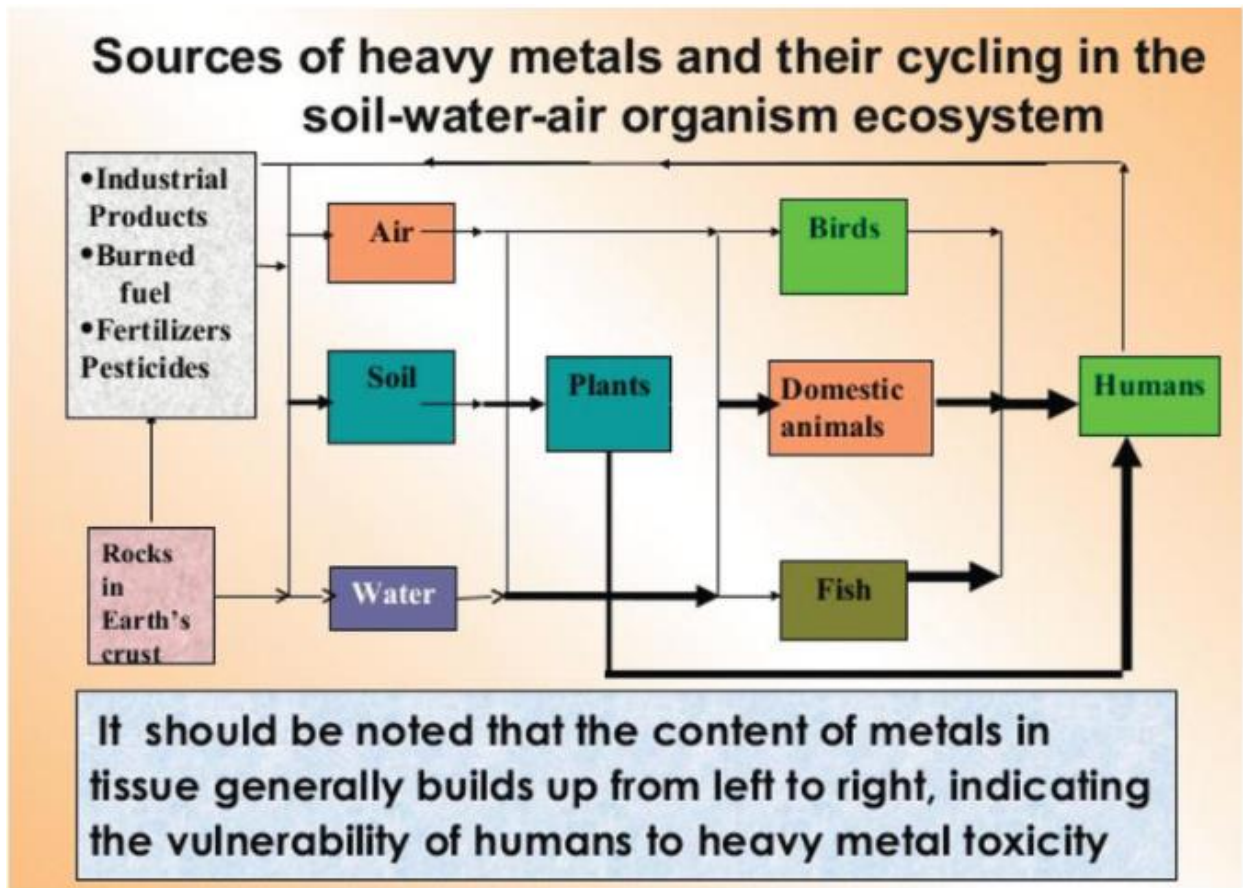 Sources of heavy metals and their cycling in the
soil-water-air organism ecosystem
•Industrial
Products
•Burned
fuel
•Fertilizers
Pesticides
Air
Birds
Soil
Plants
Domestic
animals
Humans
Rocks
in
Earth's
crust
Water
Fish
It should be noted that the content of metals in
tissue generally builds up from left to right, indicating
the vulnerability of humans to heavy metal toxicity